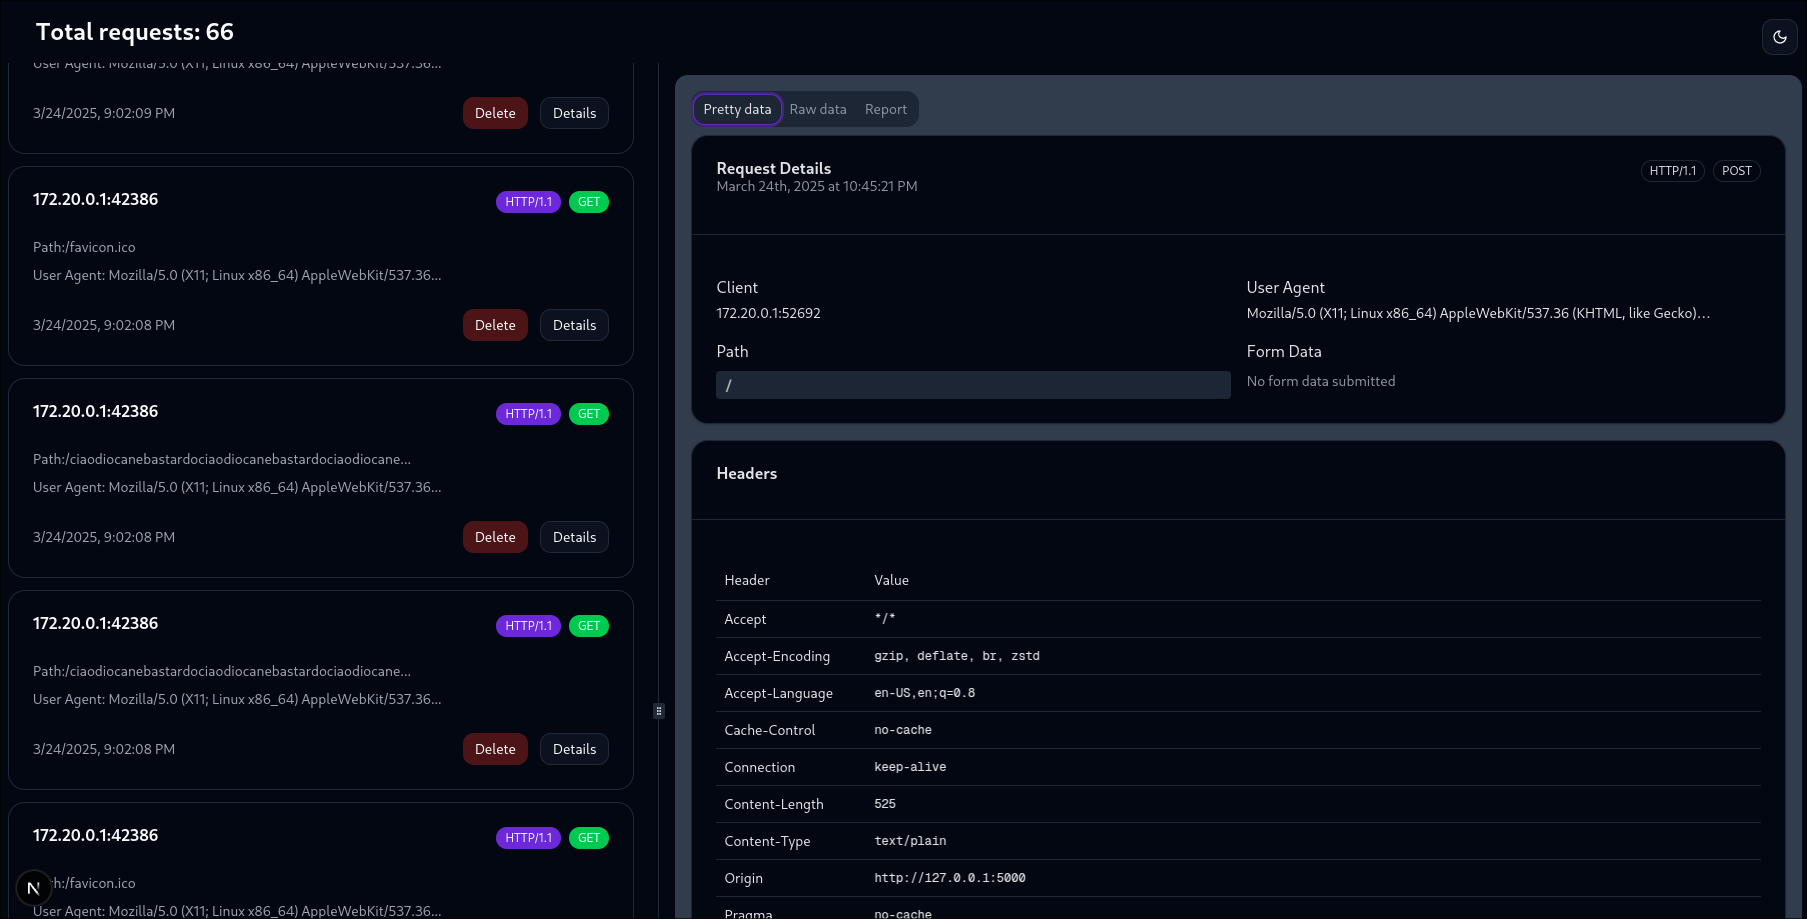 Total requests: 66
User Agent: Mozilla/5.0 (X11; Linux x86_64) AppleWebKit/537.36...
3/24/2025, 9:02:09 PM
Delete
Details
172.20.0.1:42386
HTTP/1.1
GET
Path:/favicon.ico
User Agent: Mozilla/5.0 (X11; Linux x86_64) AppleWebKit/537.36...
3/24/2025, 9:02:08 PM
Delete
Details
172.20.0.1:42386
HTTP/1.1
GET
Path:/ciaodiocanebastardociaodiocanebastardociaodiocane...
User Agent: Mozilla/5.0 (X11; Linux x86_64) AppleWebKit/537.36...
3/24/2025, 9:02:08 PM
Delete
Details
172.20.0.1:42386
HTTP/1.1
GET
Path:/ciaodiocanebastardociaodiocanebastardociaodiocane...
User Agent: Mozilla/5.0 (X11; Linux x86_64) AppleWebKit/537.36...
3/24/2025, 9:02:08 PM
Delete
Details
172.20.0.1:42386
HTTP/1.1
GET
th:/favicon.ico
User Agent: Mozilla/5.0 (X11; Linux x86_64) AppleWebKit/537.36...
N
Pretty data
Raw data
Report
Request Details
March 24th, 2025 at 10:45:21 PM
HTTP/1.1
POST
Client
172.20.0.1:52692
User Agent
Mozilla/5.0 (X11; Linux x86_64) AppleWebKit/537.36 (KHTML, like Gecko)...
Path
/
Form Data
No form data submitted
Headers
Header Value
Accept */*
Accept-Encoding gzip, deflate, br, zstd
Accept-Language en-US,en;q=0.8
Cache-Control no-cache
Connection keep-alive
Content-Length 525
Content-Type text/plain
Origin http://127.0.0.1:5000
Pragma no-cache